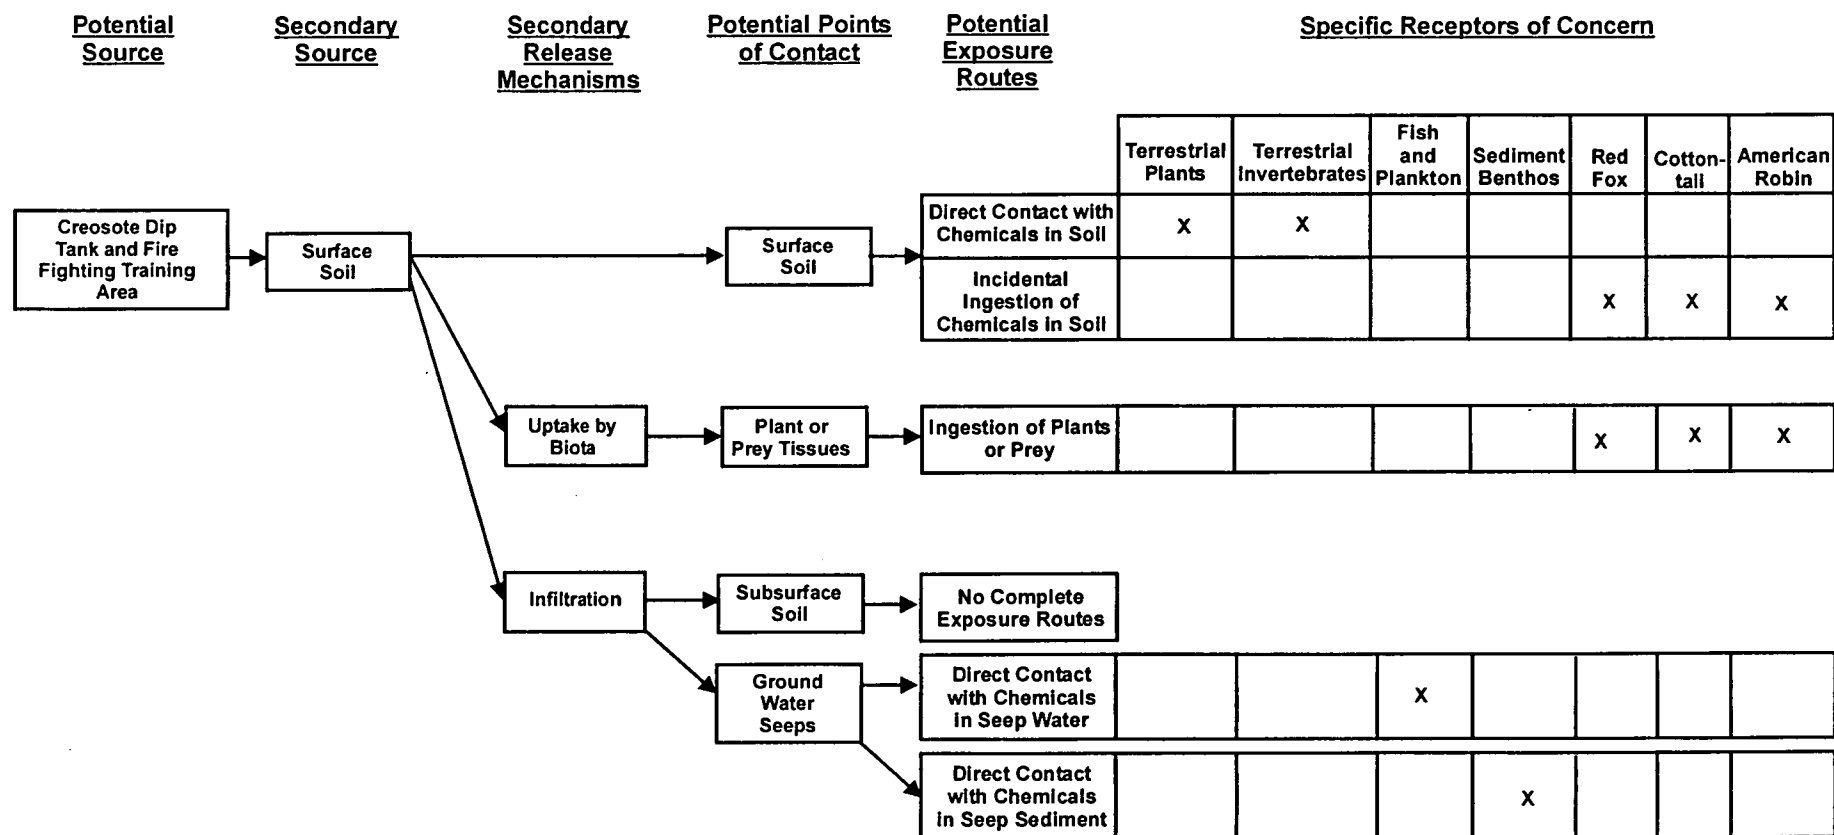 Potential
Source
Secondary
Source
Secondary
Release
Mechanisms
Potential Points
of Contact
Potential
Exposure
Routes
Specific Receptors of Concern
Terrestrial
Plants
Terrestrial
Invertebrates
Fish
and
Plankton
Sediment
Benthos
Red
Fox
Cotton-
tail
American
Robin
Creosote Dip
Tank and Fire
Fighting Training
Area
Surface
Soil
Surface
Soil
Direct Contact with
Chemicals in Soil
X X
Incidental
Ingestion of
Chemicals in Soil
X X X
Uptake by
Biota
Plant or
Prey Tissues
Ingestion of Plants
or Prey
X X X
Infiltration
Subsurface
Soil
No Complete
Exposure Routes
Ground
Water
Seeps
Direct Contact
with Chemicals
in Seep Water
X
Direct Contact
with Chemicals
in Seep Sediment
X